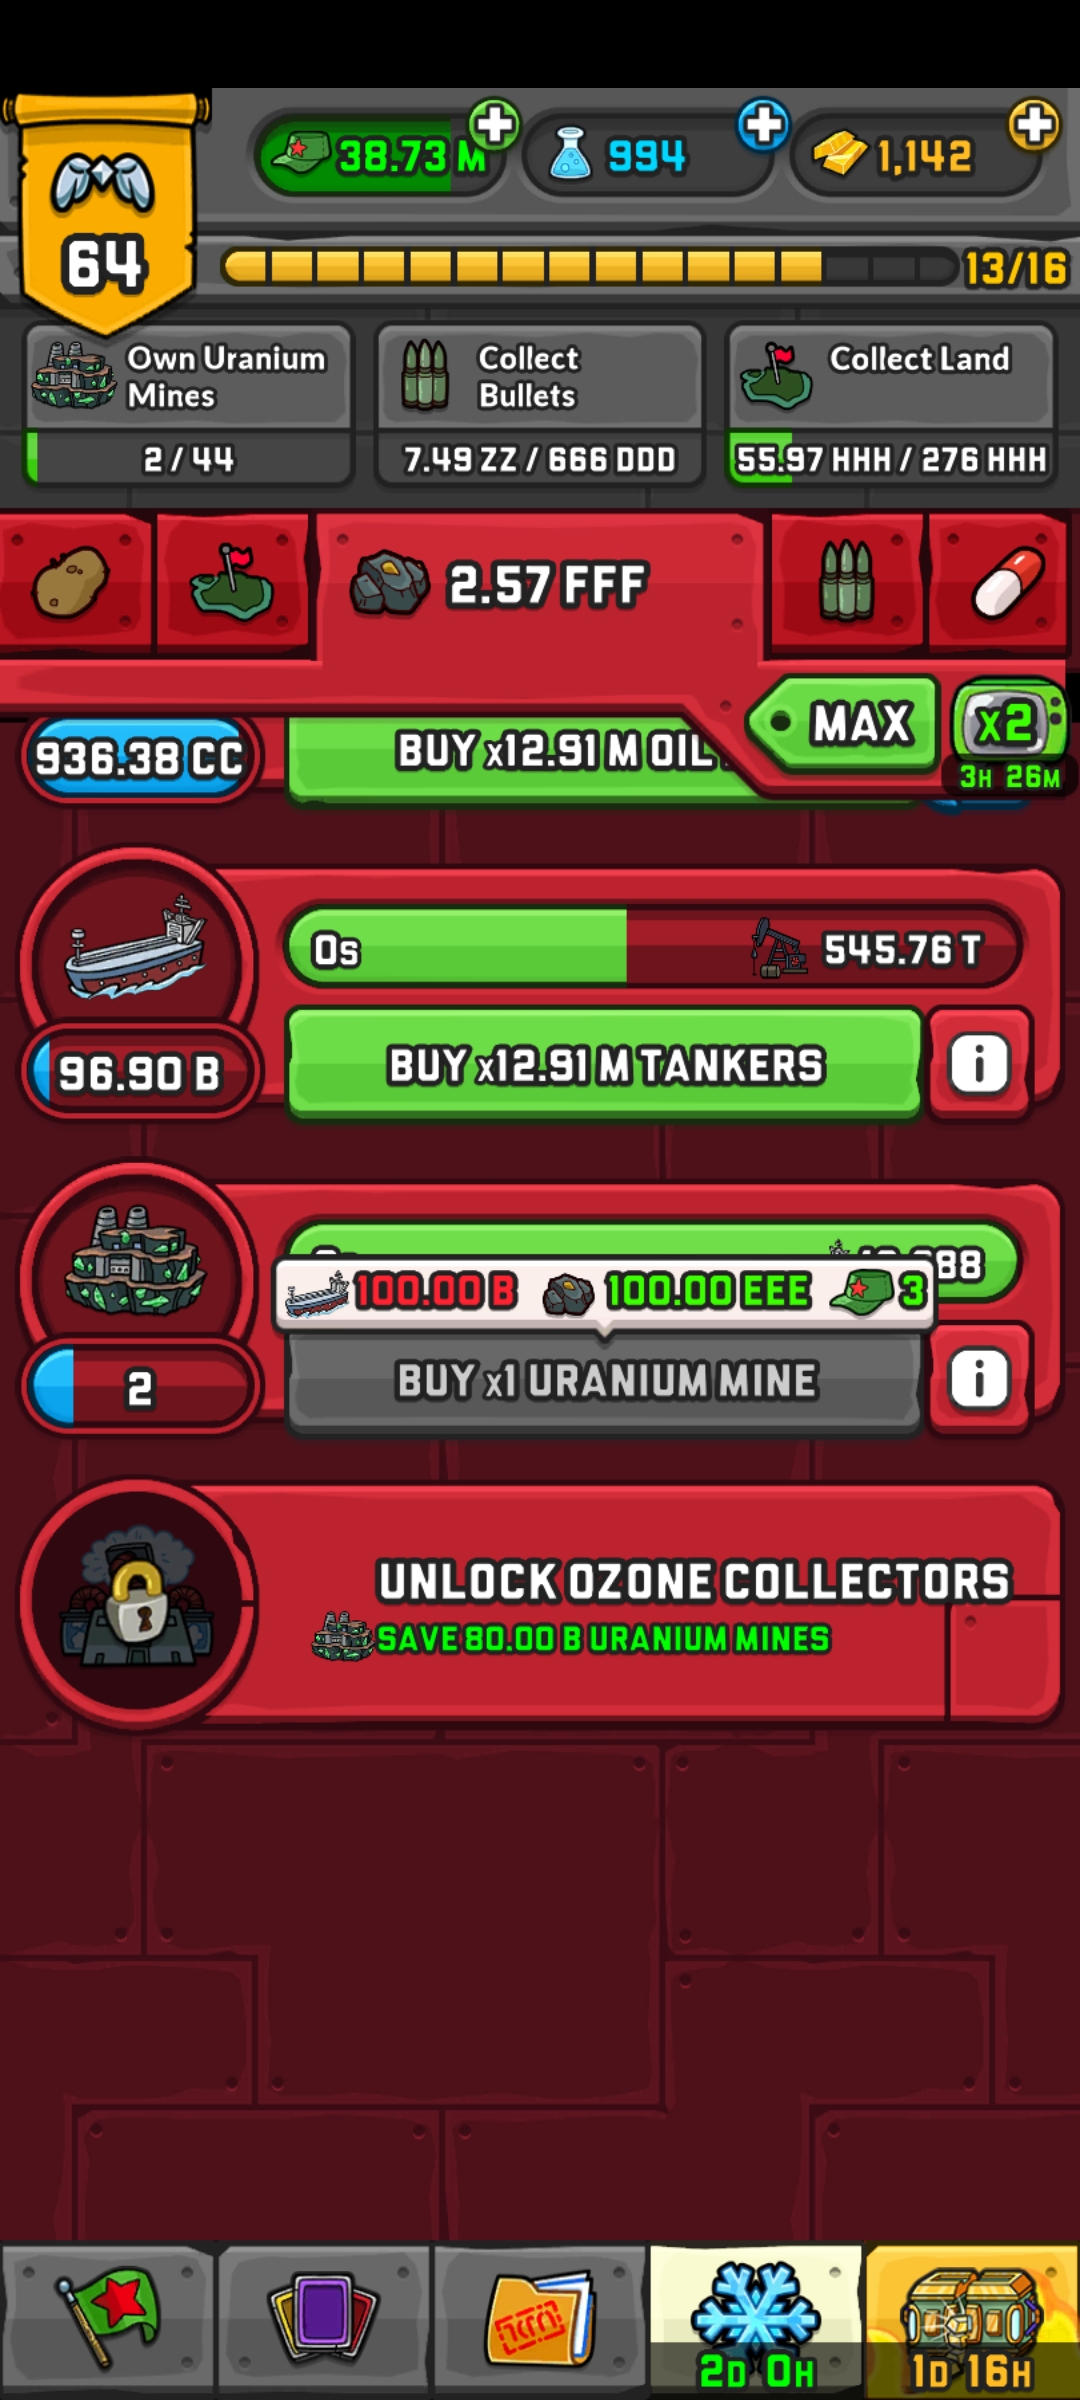 38.73 M
994
1,142
64
13/16
Own Uranium
Mines
2 / 44
Collect
Bullets
7.49 ZZ / 666 DDD
Collect Land
55.97 HHH / 276 HHH
2.57 FFF
MAX
x2
3H 26M
936.38 CC
BUY x12.91 M OIL
0s
545.76 T
96.90 B
BUY x12.91 M TANKERS
i
88
100.00 B
100.00 EEE
3
2
BUY x1 URANIUM MINE
i
UNLOCK OZONE COLLECTORS
SAVE 80.00 B URANIUM MINES
2D 0H
1D 16H